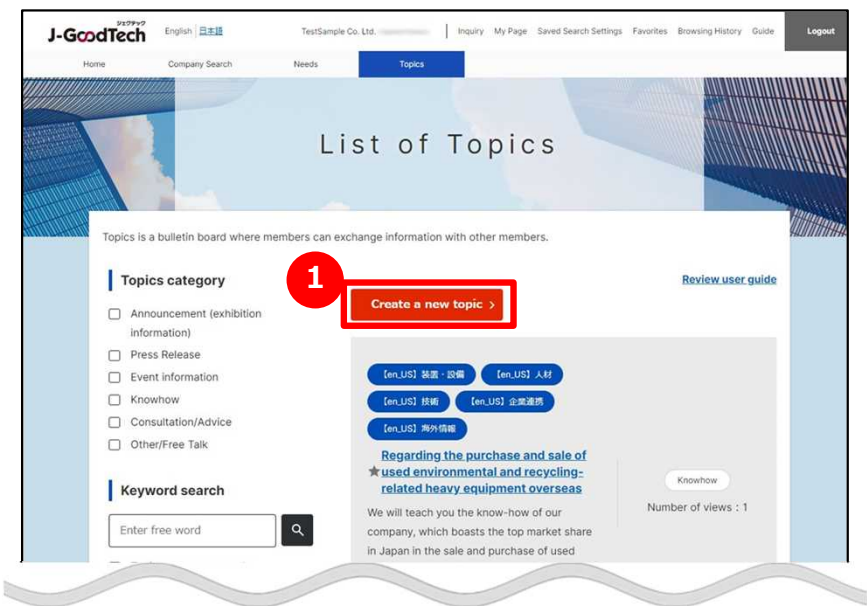 ジェグテック
J-GoodTech
English 日本語
TestSample Co. Ltd.
Inquiry My Page Saved Search Settings Favorites Browsing History Guide
Logout
Home Company Search Needs Topics
List of Topics
Topics is a bulletin board where members can exchange information with other members.
Topics category
Announcement (exhibition
information)
Press Release
Event information
Knowhow
Consultation/Advice
Other/Free Talk
Keyword search
Enter free word
1
Create a new topic >
Review user guide
【en_US】装置・設備 【en_US】人材
【en_US】技術 【en_US】企業連携
【en_US】海外情報
Regarding the purchase and sale of
used environmental and recycling-
related heavy equipment overseas
We will teach you the know-how of our
company, which boasts the top market share
in Japan in the sale and purchase of used
Knowhow
Number of views：1